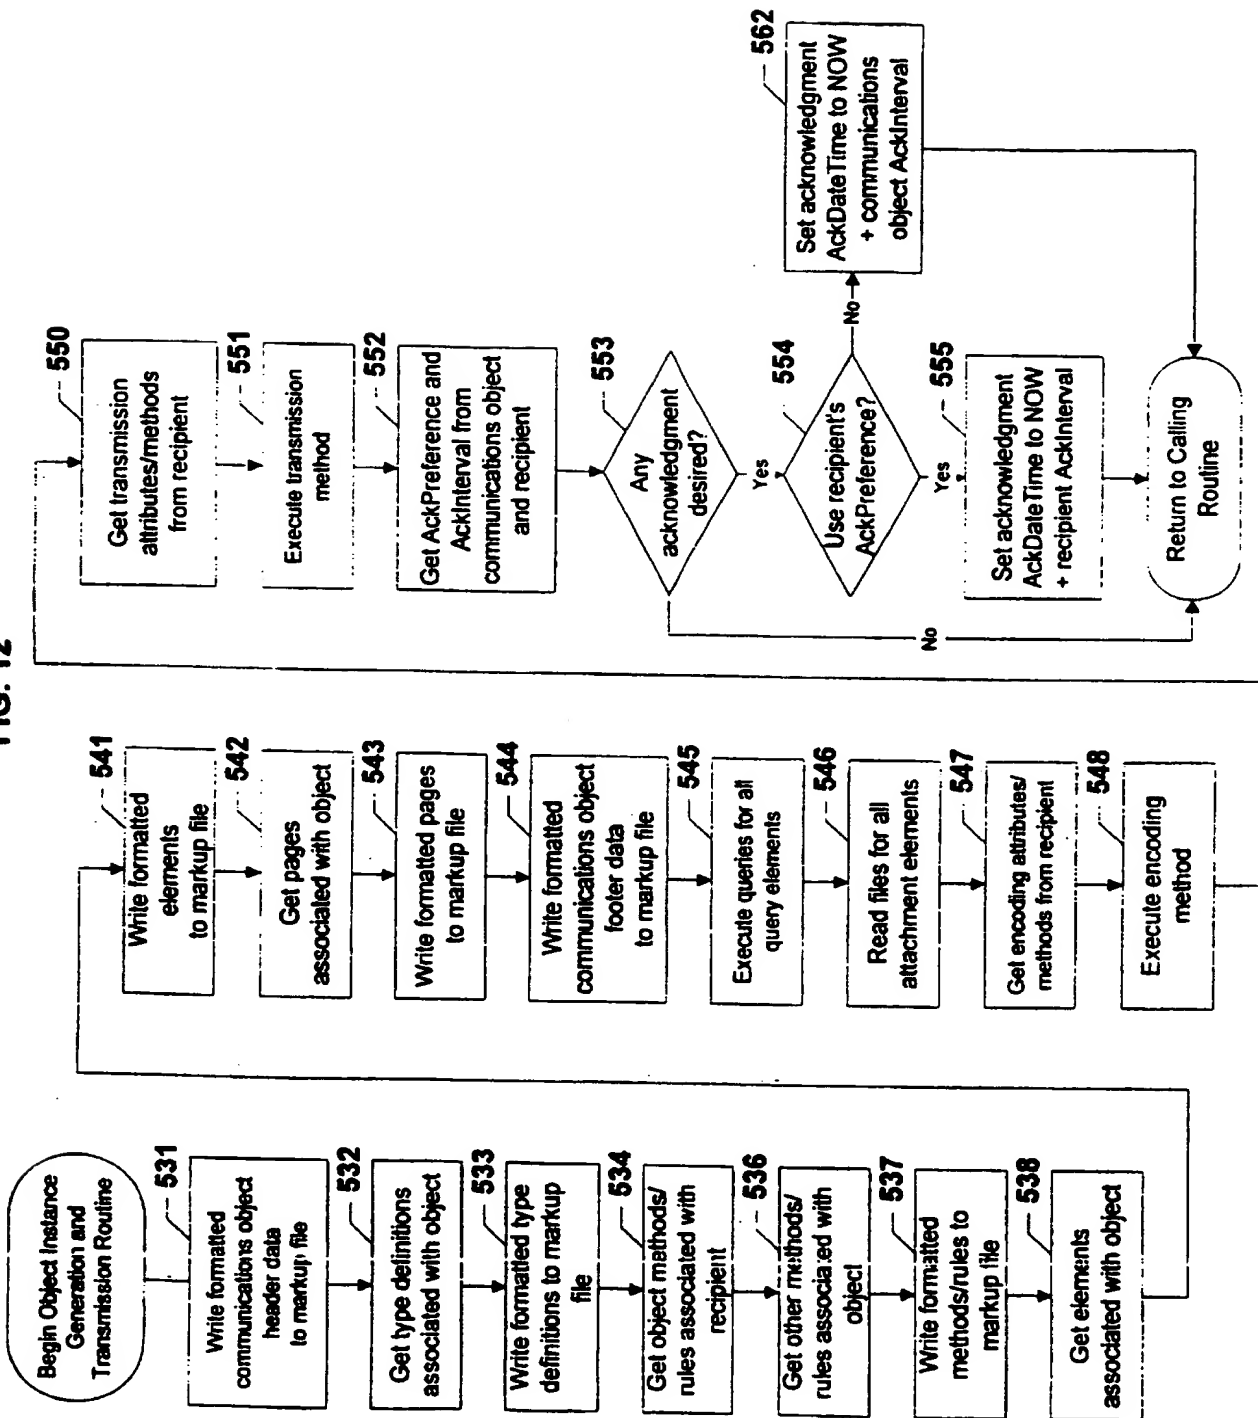 FIG. 12
Begin Object Instance
Generation and
Transmission Routine
531
Write formatted
communications object
header data
to markup file
532
Get type definitions
associated with object
533
Write formatted type
definitions to markup
file
534
Get object methods/
rules associated with
recipient
536
Get other methods/
rules associated with
object
537
Write formatted
methods/rules to
markup file
538
Get elements
associated with object
541
Write formatted
elements
to markup file
542
Get pages
associated with object
543
Write formatted pages
to markup file
544
Write formatted
communications object
footer data
to markup file
545
Execute queries for all
query elements
546
Read files for all
attachment elements
547
Get encoding attributes/
methods from recipient
548
Execute encoding
method
550
Get transmission
attributes/methods
from recipient
551
Execute transmission
method
552
Get AckPreference and
AckInterval from
communications object
and recipient
553
Any
acknowledgment
desired?
Yes
No
554
Use recipient's
AckPreference?
No
Yes
562
Set acknowledgment
AckDateTime to NOW
+ communications
object AckInterval
555
Set acknowledgment
AckDateTime to NOW
+ recipient AckInterval
Return to Calling
Routine